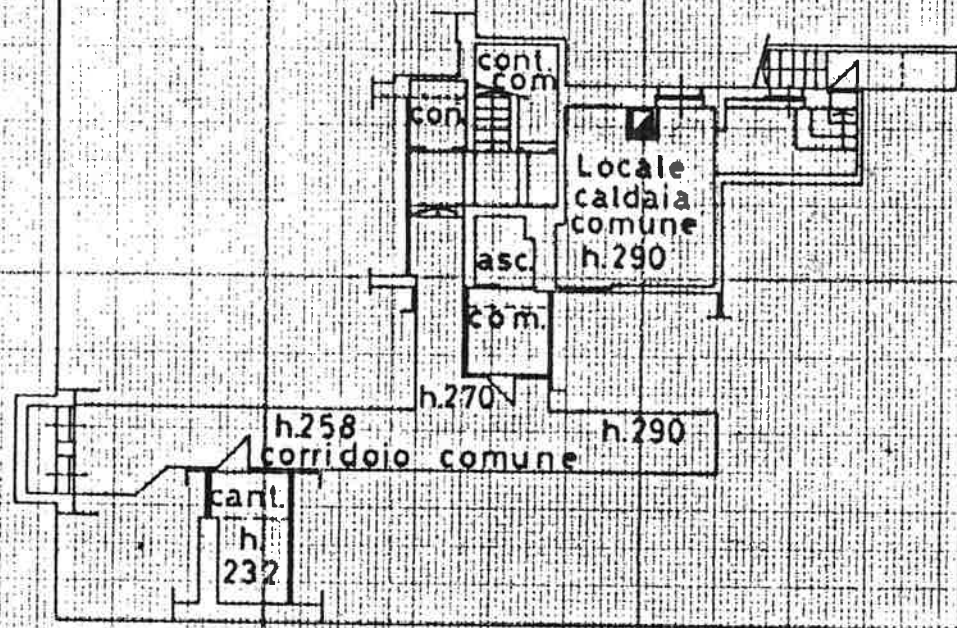 cont.
com.
con.
Locale
caldaia
comune
h.290
asc.
com.
h.270
h.258
h.290
corridoio comune
cant.
h.
232